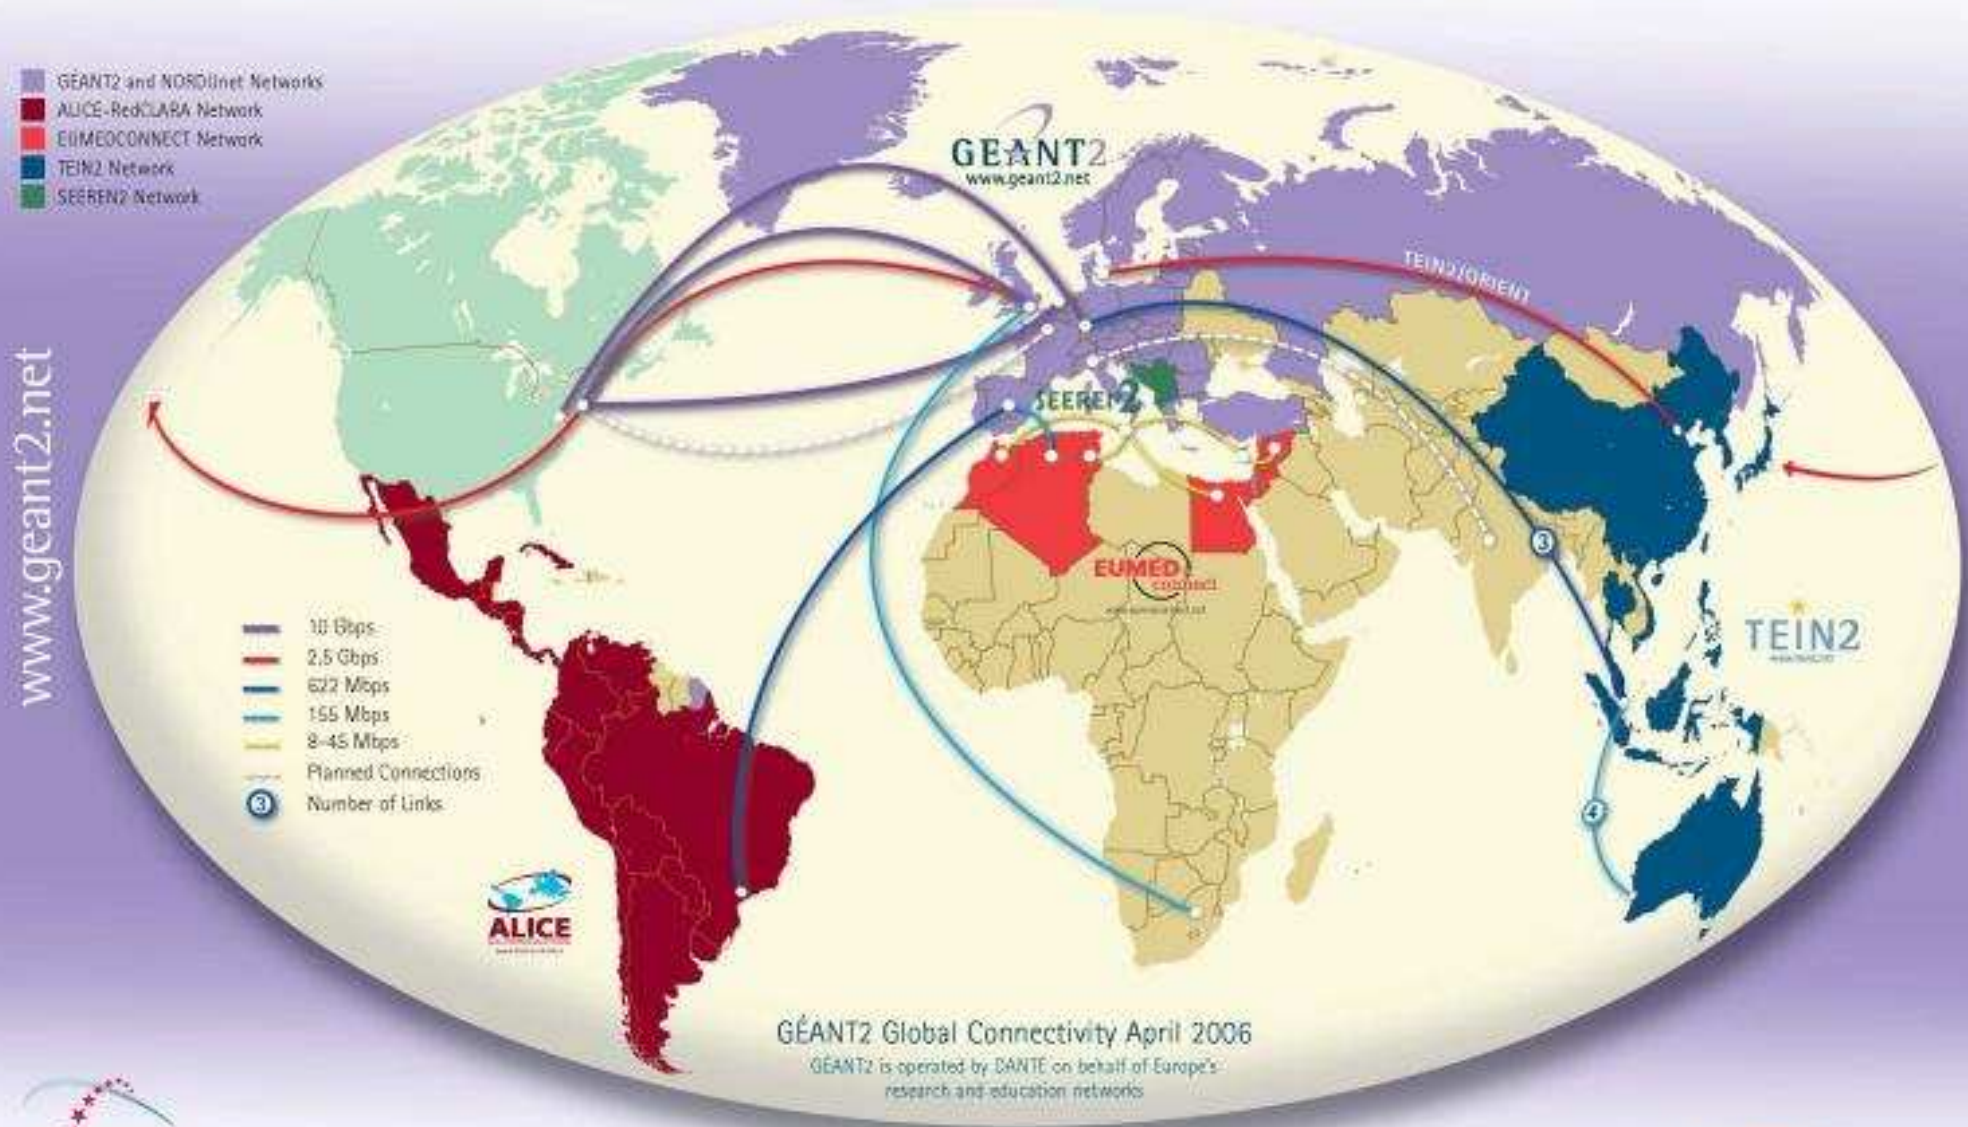 www.geant2.net
GÉANT2 and NORDUnet Networks
ALICE-RedCLARA Network
EUMEDCONNECT Network
TEIN2 Network
SEEREN2 Network
GEANT2
www.geant2.net
TEIN2/ORIENT
SEEREN2
EUMED
connect
3
TEIN2
4
10 Gbps
2,5 Gbps
622 Mbps
155 Mbps
8-45 Mbps
Planned Connections
3 Number of Links
ALICE
GÉANT2 Global Connectivity April 2006
GÉANT2 is operated by DANTE on behalf of Europe's
research and education networks